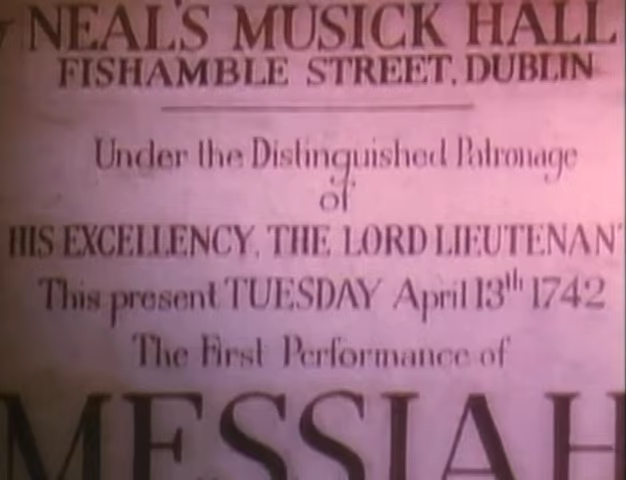 NEAL'S MUSICK HALL
FISHAMBLE STREET, DUBLIN
Under the Distinguished Patronage
of
HIS EXCELLENCY, THE LORD LIEUTENAN
This present TUESDAY April 13th 1742
The First Performance of
MESSIAH